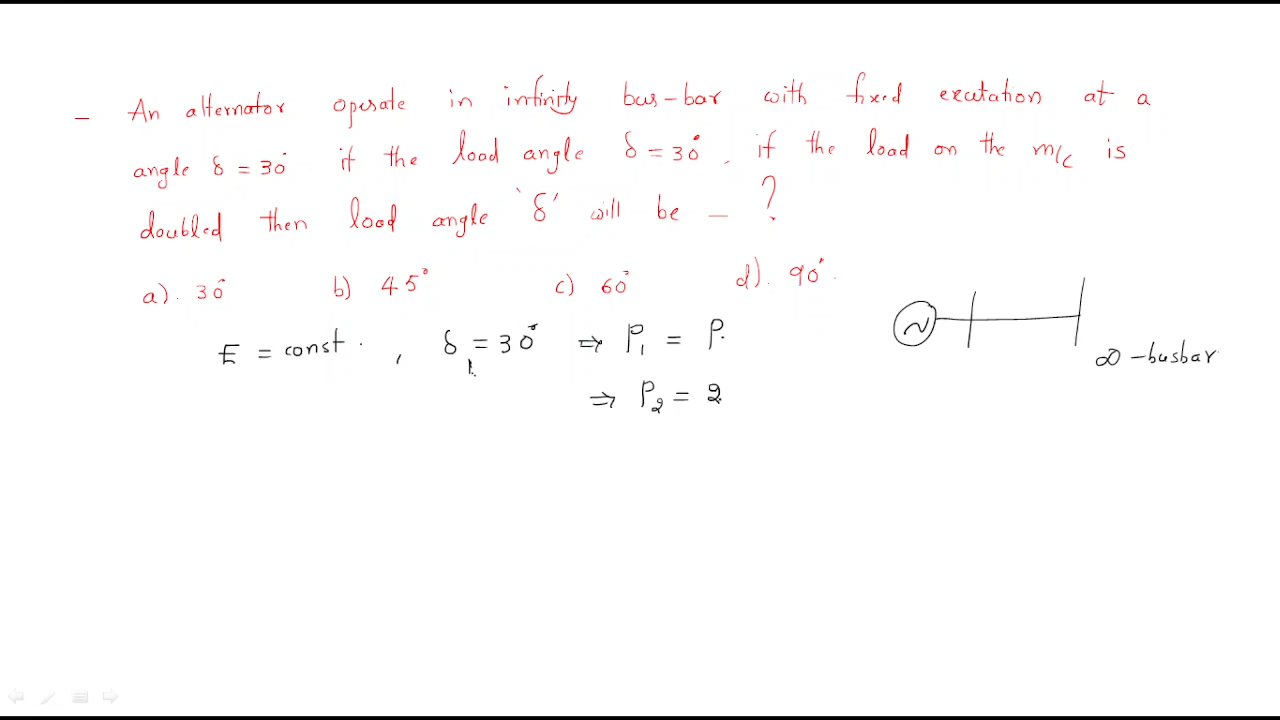 - An alternator operate in infinity bus-bar with fixed excitation at a
angle δ = 30° if the load angle δ = 30°, if the load on the m/c is
doubled then load angle 'δ' will be - ?
a). 30° b) 45° c) 60° d). 90°.
E = const. , δ₁ = 30° ⇒ P₁ = P.
∞ -busbar
⇒ P₂ = 2